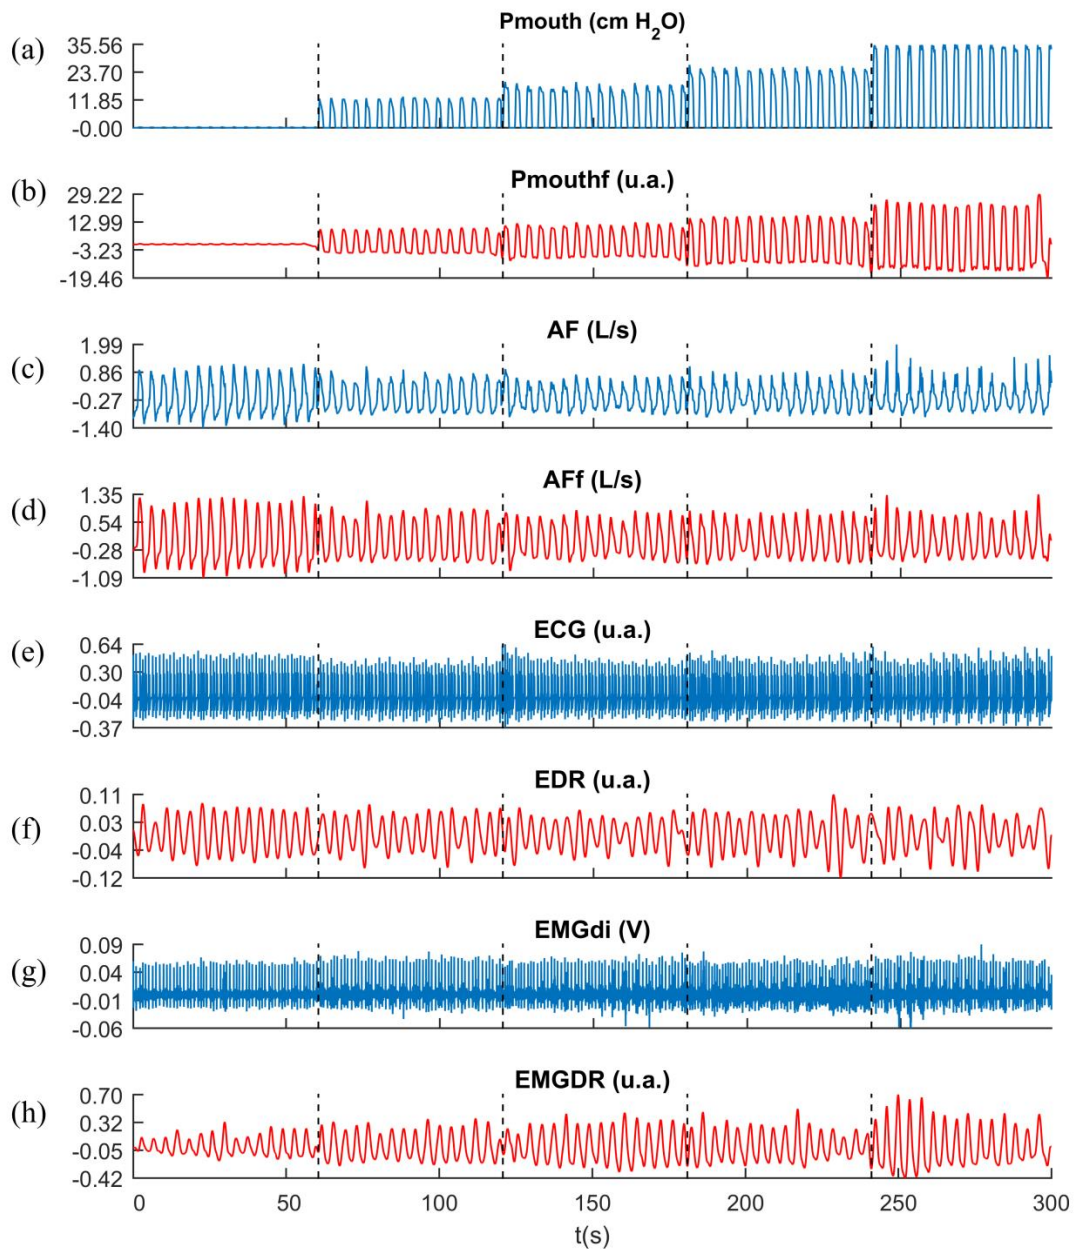 Pmouth (cm H₂O)
(a)
35.56
23.70
11.85
-0.00
Pmouthf (u.a.)
(b)
29.22
12.99
-3.23
-19.46
AF (L/s)
(c)
1.99
0.86
-0.27
-1.40
AFf (L/s)
(d)
1.35
0.54
-0.28
-1.09
ECG (u.a.)
(e)
0.64
0.30
-0.04
-0.37
EDR (u.a.)
(f)
0.11
0.03
-0.04
-0.12
EMGdi (V)
(g)
0.09
0.04
-0.01
-0.06
EMGDR (u.a.)
(h)
0.70
0.32
-0.05
-0.42
0 50 100 150 200 250 300
t(s)